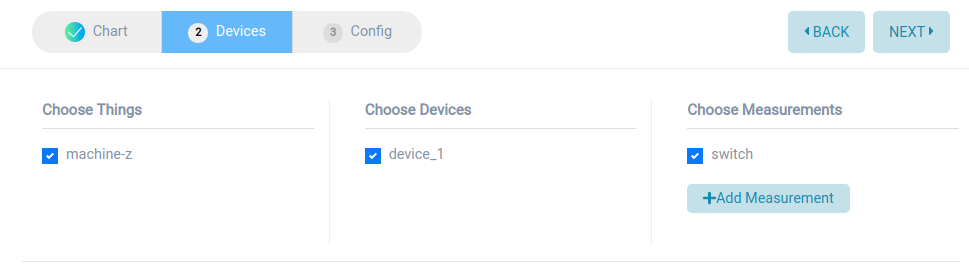 Chart 2 Devices 3 Config BACK NEXT
Choose Things Choose Devices Choose Measurements
machine-z device_1 switch
Add Measurement